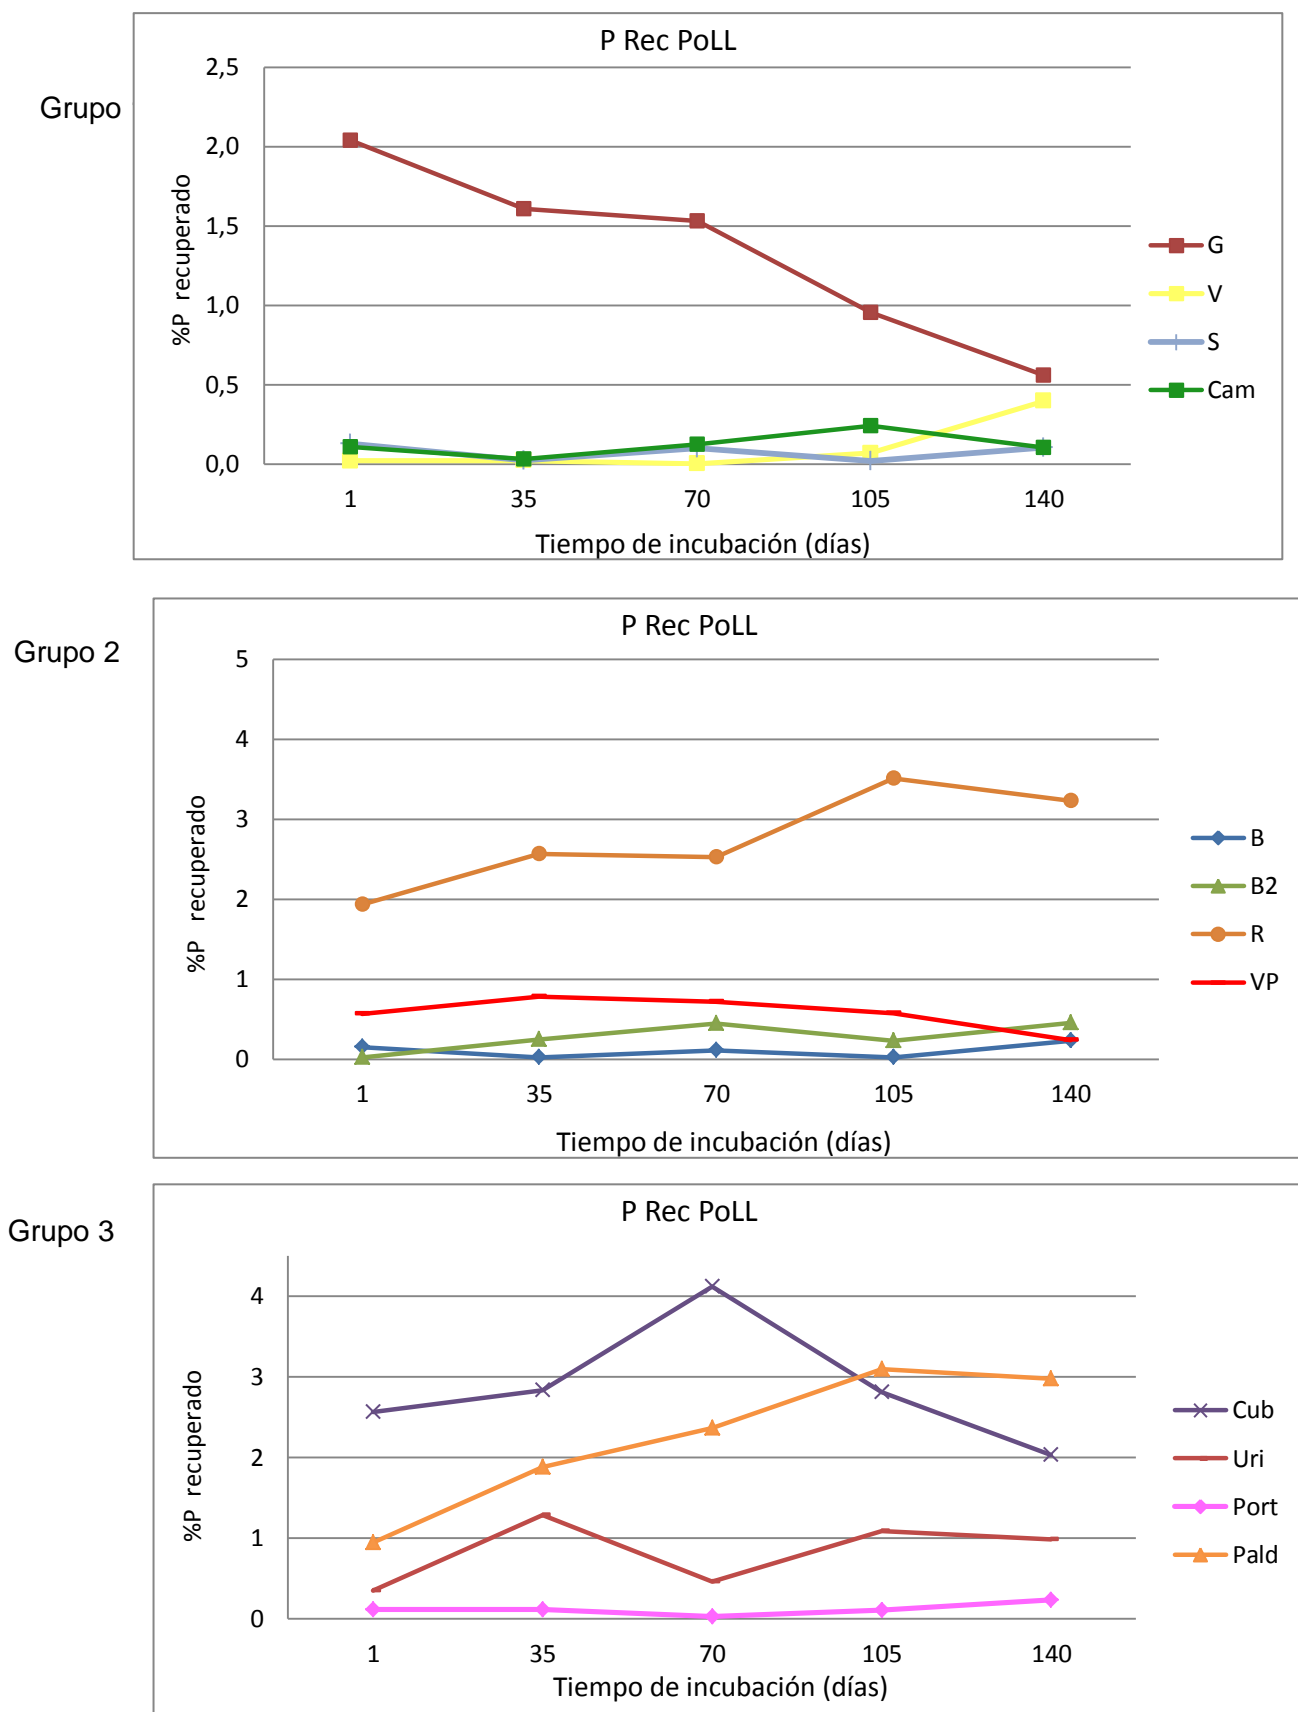 P Rec PoLL
Grupo
%P recuperado
2,5
2,0
1,5
1,0
0,5
0,0
1 35 70 105 140
Tiempo de incubación (días)
G
V
S
Cam
P Rec PoLL
Grupo 2
%P recuperado
5
4
3
2
1
0
1 35 70 105 140
Tiempo de incubación (días)
B
B2
R
VP
P Rec PoLL
Grupo 3
%P recuperado
4
3
2
1
0
1 35 70 105 140
Tiempo de incubación (días)
Cub
Uri
Port
Pald